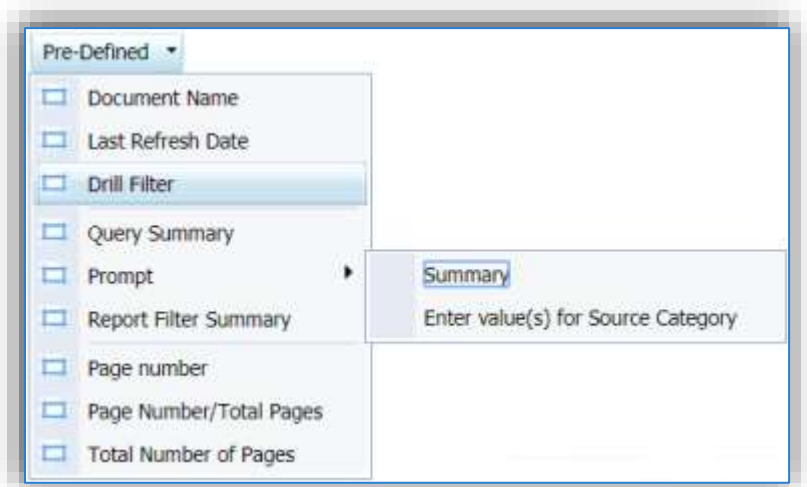 Pre-Defined
Document Name
Last Refresh Date
Drill Filter
Query Summary
Prompt
Report Filter Summary
Page number
Page Number/Total Pages
Total Number of Pages
Summary
Enter value(s) for Source Category